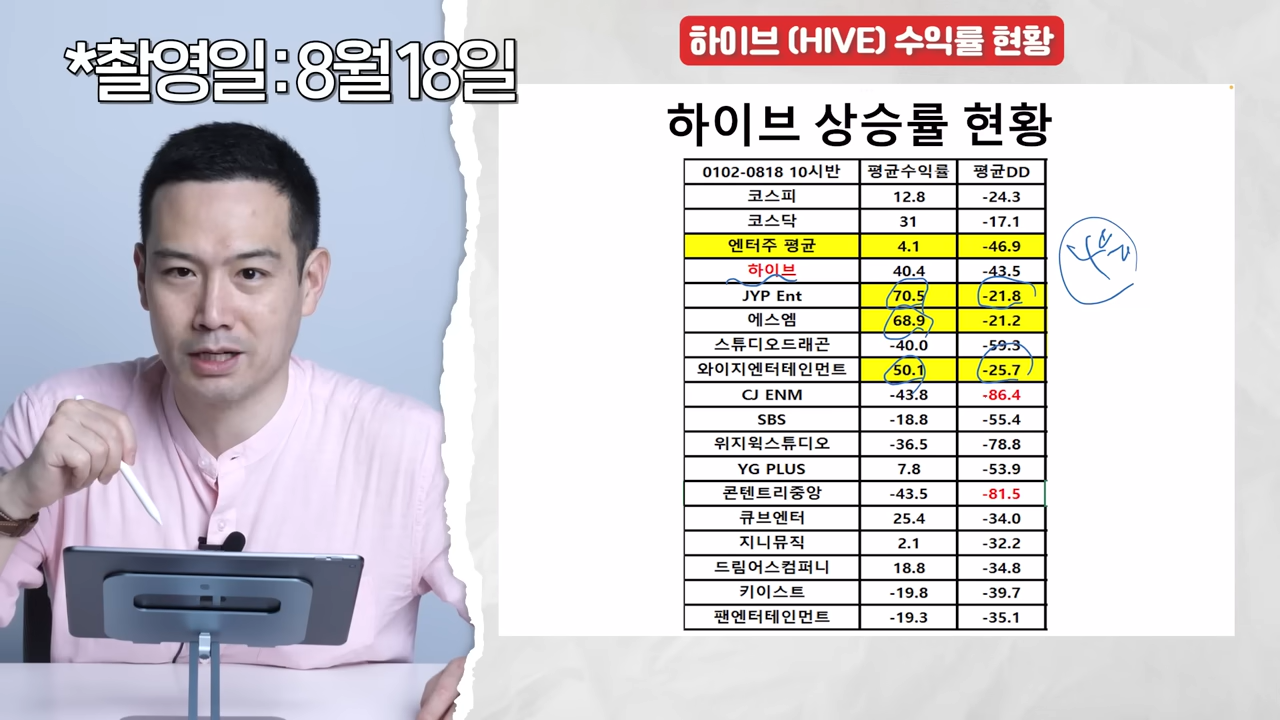 *촬영일 : 8월 18일
하이브 (HIVE) 수익률 현황
하이브 상승률 현황
0102-0818 10시반 평균수익률 평균DD
코스피 12.8 -24.3
코스닥 31 -17.1
엔터주 평균 4.1 -46.9
하이브 40.4 -43.5
JYP Ent 70.5 -21.8
에스엠 68.9 -21.2
스튜디오드래곤 -40.0 -59.3
와이지엔터테인먼트 50.1 -25.7
CJ ENM -43.8 -86.4
SBS -18.8 -55.4
위지윅스튜디오 -36.5 -78.8
YG PLUS 7.8 -53.9
콘텐트리중앙 -43.5 -81.5
큐브엔터 25.4 -34.0
지니뮤직 2.1 -32.2
드림어스컴퍼니 18.8 -34.8
키이스트 -19.8 -39.7
팬엔터테인먼트 -19.3 -35.1